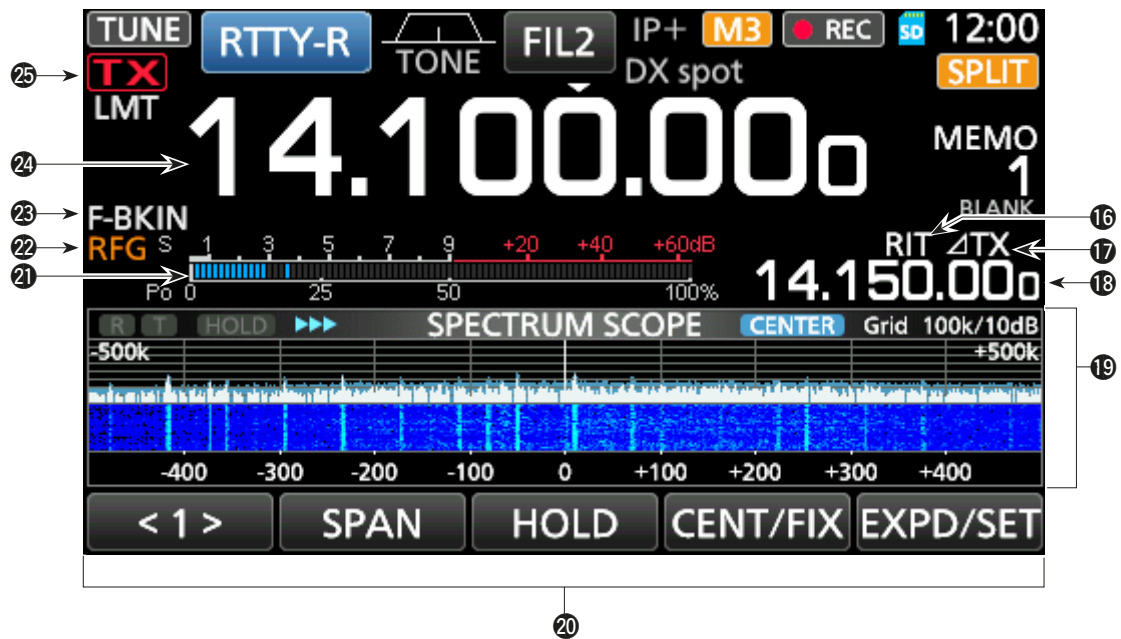 TUNE RTTY-R TONE FIL2 IP+ M3 REC SD 12:00
㉕ TX DX spot SPLIT
LMT
㉔ 14.100.000 MEMO
1
㉓ F-BKIN BLANK ⑯
㉒ RFG S 1 3 5 7 9 +20 +40 +60dB RIT ⊿TX ⑰
㉑ 14.150.000 ⑱
Po 0 25 50 100%
R T HOLD SPECTRUM SCOPE CENTER Grid 100k/10dB
-500k +500k
⑲
-400 -300 -200 -100 0 +100 +200 +300 +400
< 1 > SPAN HOLD CENT/FIX EXPD/SET
⑳